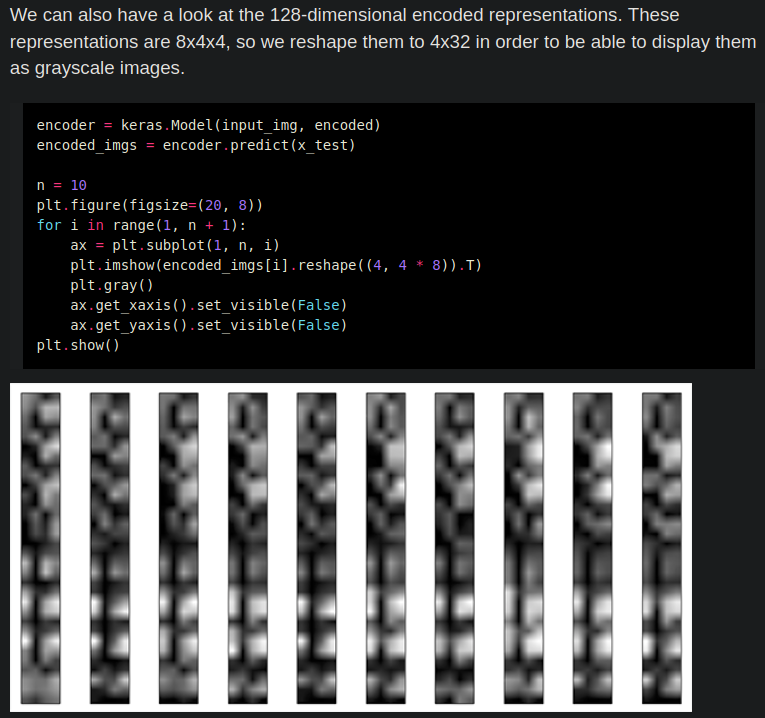 We can also have a look at the 128-dimensional encoded representations. These
representations are 8x4x4, so we reshape them to 4x32 in order to be able to display them
as grayscale images.
encoder = keras.Model(input_img, encoded)
encoded_imgs = encoder.predict(x_test)
n = 10
plt.figure(figsize=(20, 8))
for i in range(1, n + 1):
    ax = plt.subplot(1, n, i)
    plt.imshow(encoded_imgs[i].reshape((4, 4 * 8)).T)
    plt.gray()
    ax.get_xaxis().set_visible(False)
    ax.get_yaxis().set_visible(False)
plt.show()